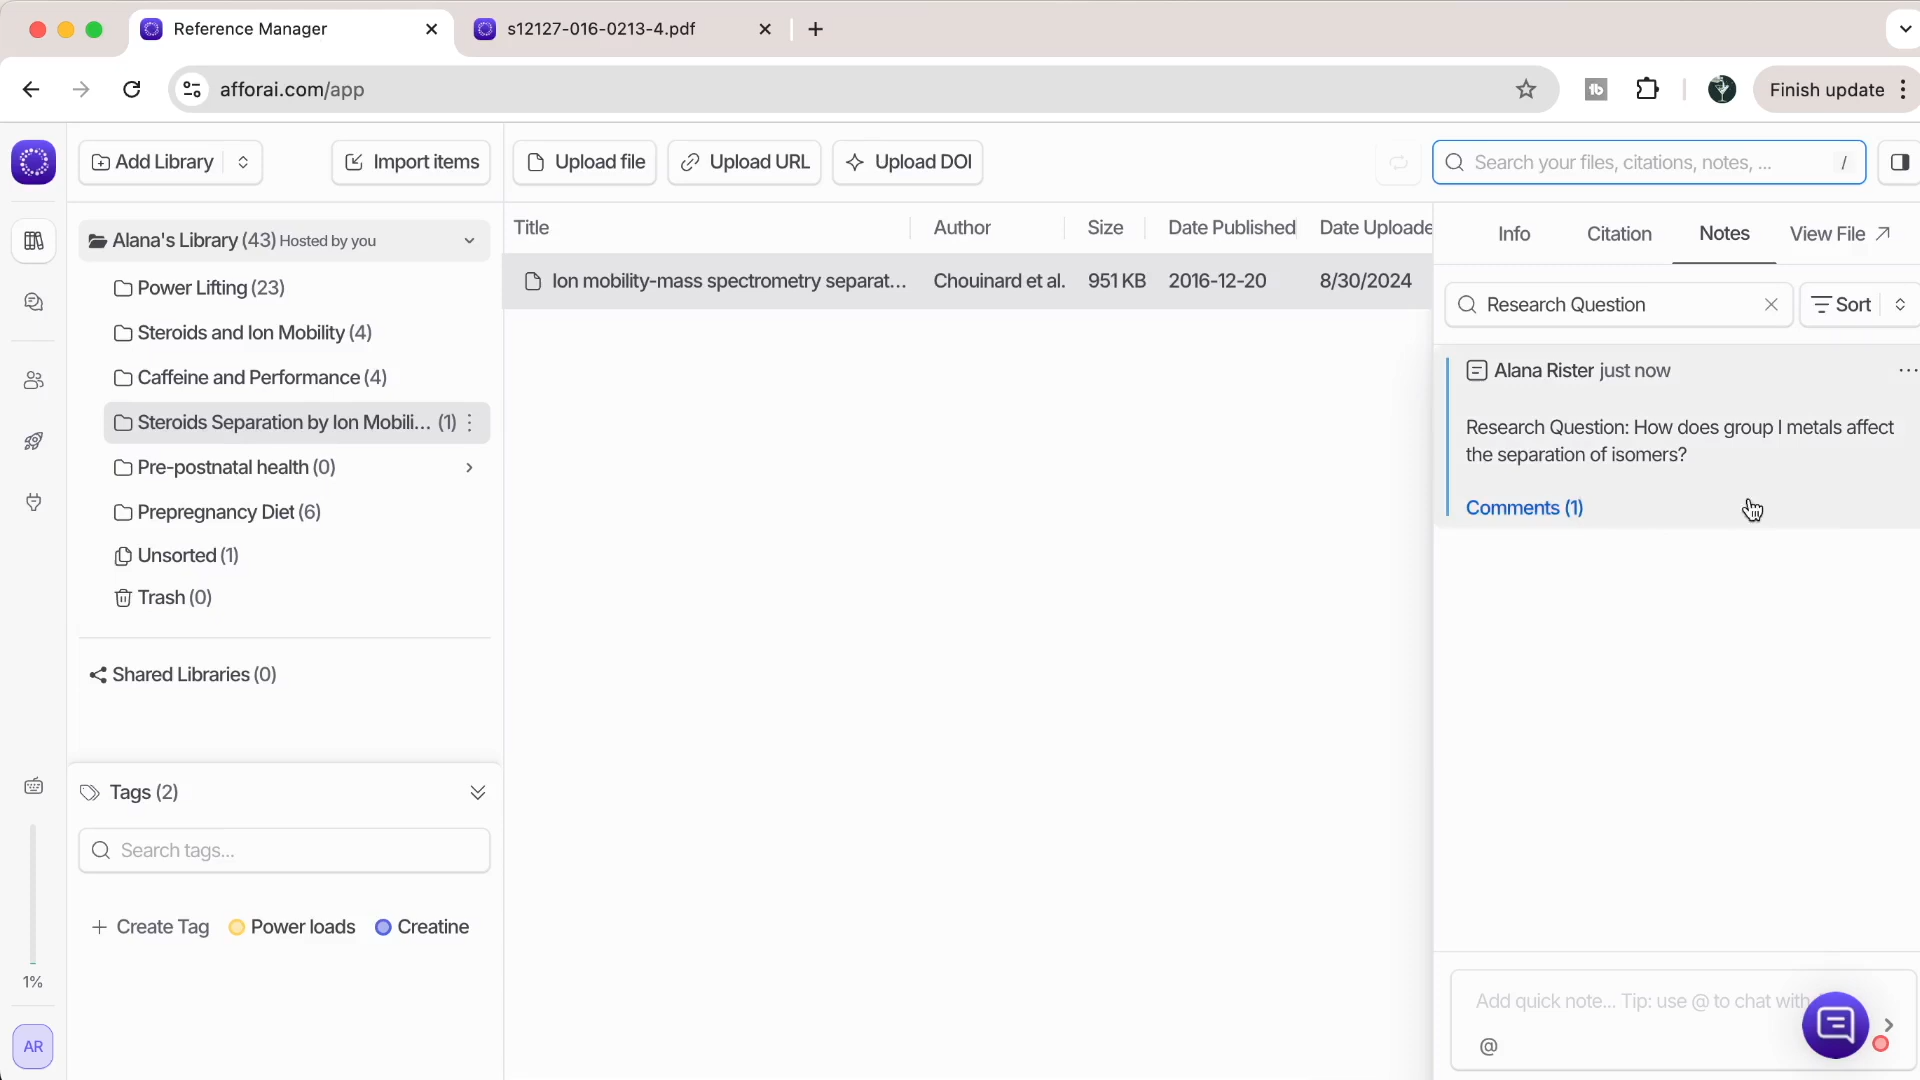 Reference Manager
s12127-016-0213-4.pdf
afforai.com/app
Finish update
Add Library
Import items
Upload file
Upload URL
Upload DOI
Search your files, citations, notes, ...
/
Alana's Library (43) Hosted by you
Power Lifting (23)
Steroids and Ion Mobility (4)
Caffeine and Performance (4)
Steroids Separation by Ion Mobili... (1)
Pre-postnatal health (0)
Prepregnancy Diet (6)
Unsorted (1)
Trash (0)
Shared Libraries (0)
Tags (2)
Search tags...
Create Tag
Power loads
Creatine
1%
AR
Title
Author
Size
Date Published
Date Uploade
Ion mobility-mass spectrometry separat...
Chouinard et al.
951 KB
2016-12-20
8/30/2024
Info
Citation
Notes
View File
Research Question
Sort
Alana Rister just now
Research Question: How does group I metals affect
the separation of isomers?
Comments (1)
Add quick note... Tip: use @ to chat with
@